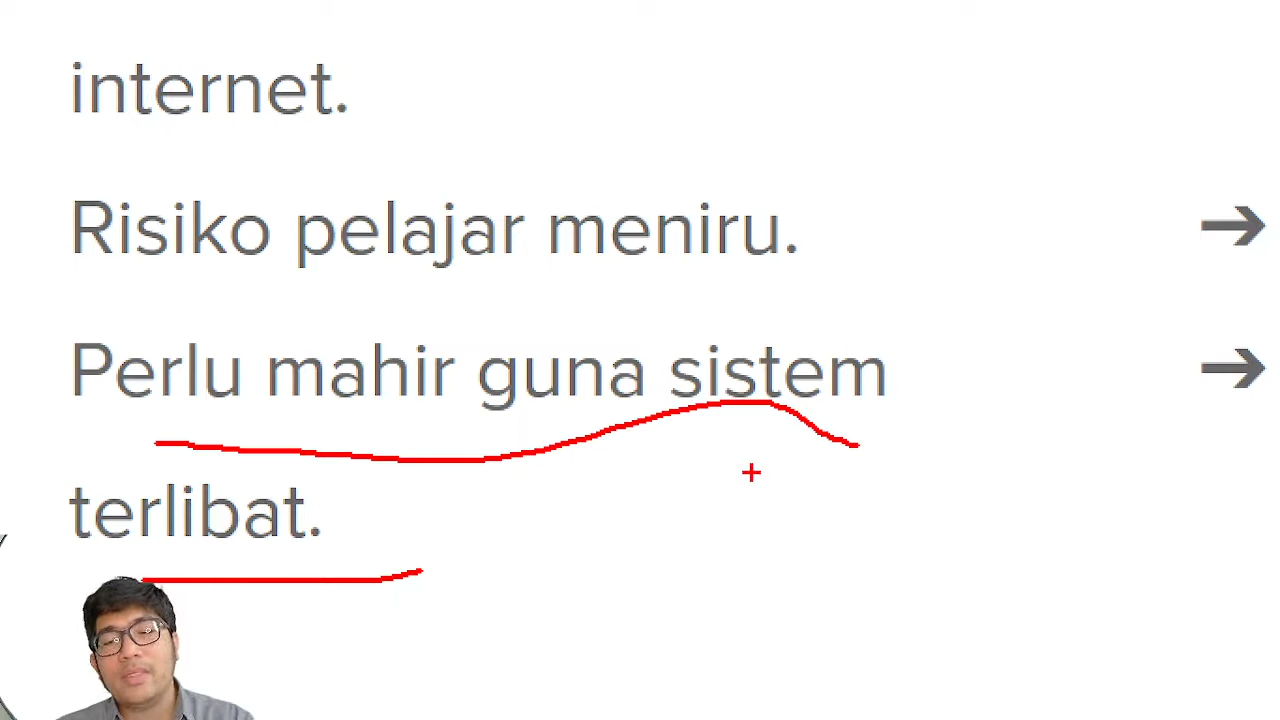 internet.
Risiko pelajar meniru. ➔
Perlu mahir guna sistem ➔
terlibat.